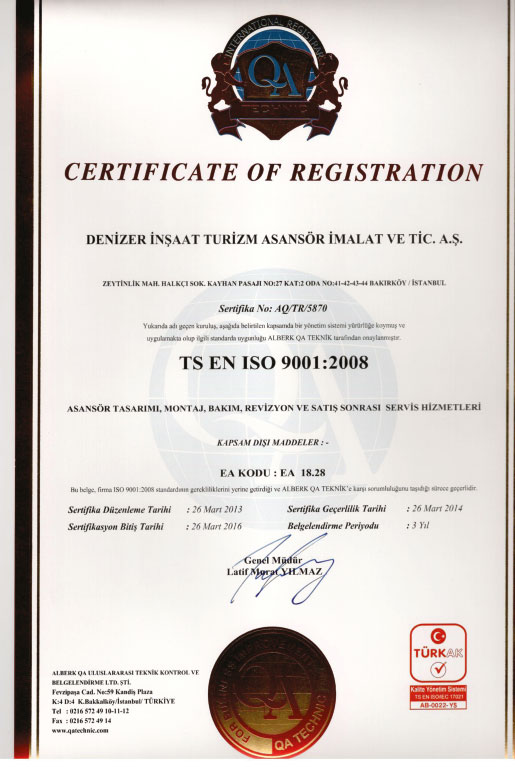 INTERNATIONAL REGISTRAR
QA
TECHNIC
CERTIFICATE OF REGISTRATION
DENİZER İNŞAAT TURİZM ASANSÖR İMALAT VE TİC. A.Ş.
ZEYTİNLİK MAH. HALKÇI SOK. KAYHAN PASAJI NO:27 KAT:2 ODA NO:41-42-43-44 BAKIRKÖY / İSTANBUL
Sertifika No: AQ/TR/5870
Yukarıda adı geçen kuruluş, aşağıda belirtilen kapsamda bir yönetim sistemi yürürlüğe koymuş ve
uygulamakta olup ilgili standarda uygunluğu ALBERK QA TEKNİK tarafından onaylanmıştır.
TS EN ISO 9001:2008
ASANSÖR TASARIMI, MONTAJ, BAKIM, REVİZYON VE SATIŞ SONRASI SERVİS HİZMETLERİ
KAPSAM DIŞI MADDELER : -
EA KODU : EA 18.28
Bu belge, firma ISO 9001:2008 standardının gerekliliklerini yerine getirdiği ve ALBERK QA TEKNİK'e karşı sorumluluğunu taşıdığı sürece geçerlidir.
Sertifika Düzenleme Tarihi : 26 Mart 2013 Sertifika Geçerlilik Tarihi : 26 Mart 2014
Sertifikasyon Bitiş Tarihi : 26 Mart 2016 Belgelendirme Periyodu : 3 Yıl
Genel Müdür
Latif Murat YILMAZ
ALBERK QA ULUSLARARASI TEKNİK KONTROL VE
BELGELENDİRME LTD. ŞTİ.
Fevzipaşa Cad. No:59 Kandiş Plaza
K:4 D:4 K.Bakkalköy/İstanbul/ TÜRKİYE
Tel : 0216 572 49 10-11-12
Fax : 0216 572 49 14
www.qatechnic.com
QA
QA TECHNIC
TÜRKAK
Kalite Yönetim Sistemi
TS EN ISO/IEC 17021
AB-0022-YS